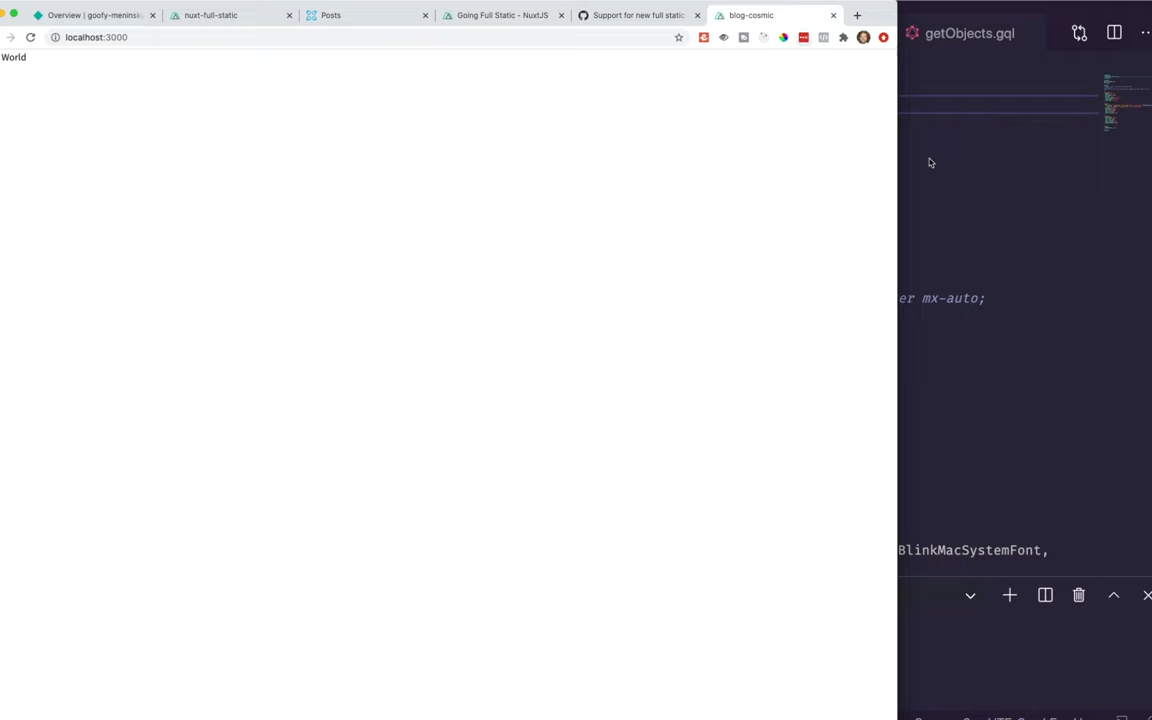 Overview | goofy-meninsky
nuxt-full-static
Posts
Going Full Static - NuxtJS
Support for new full static
blog-cosmic
localhost:3000
World
getObjects.gql
er mx-auto;
BlinkMacSystemFont,